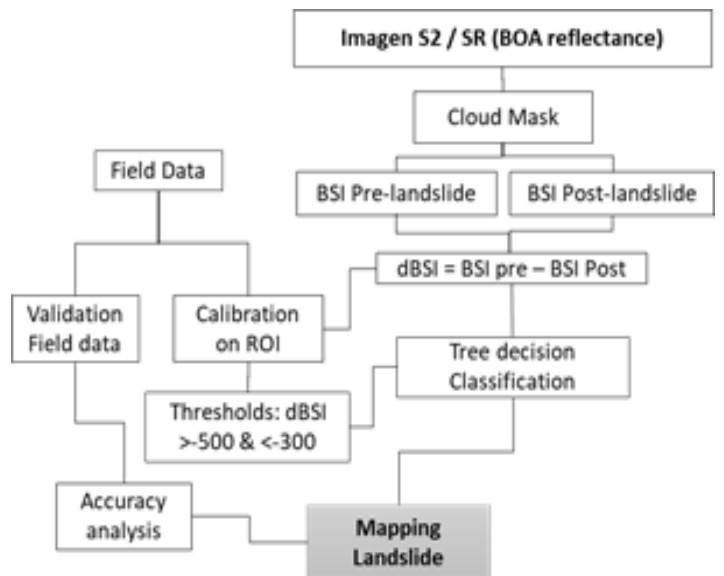 Imagen S2 / SR (BOA reflectance)
Cloud Mask
Field Data
BSI Pre-landslide
BSI Post-landslide
dBSI = BSI pre – BSI Post
Validation
Field data
Calibration
on ROI
Tree decision
Classification
Thresholds: dBSI
>-500 & <-300
Accuracy
analysis
Mapping
Landslide